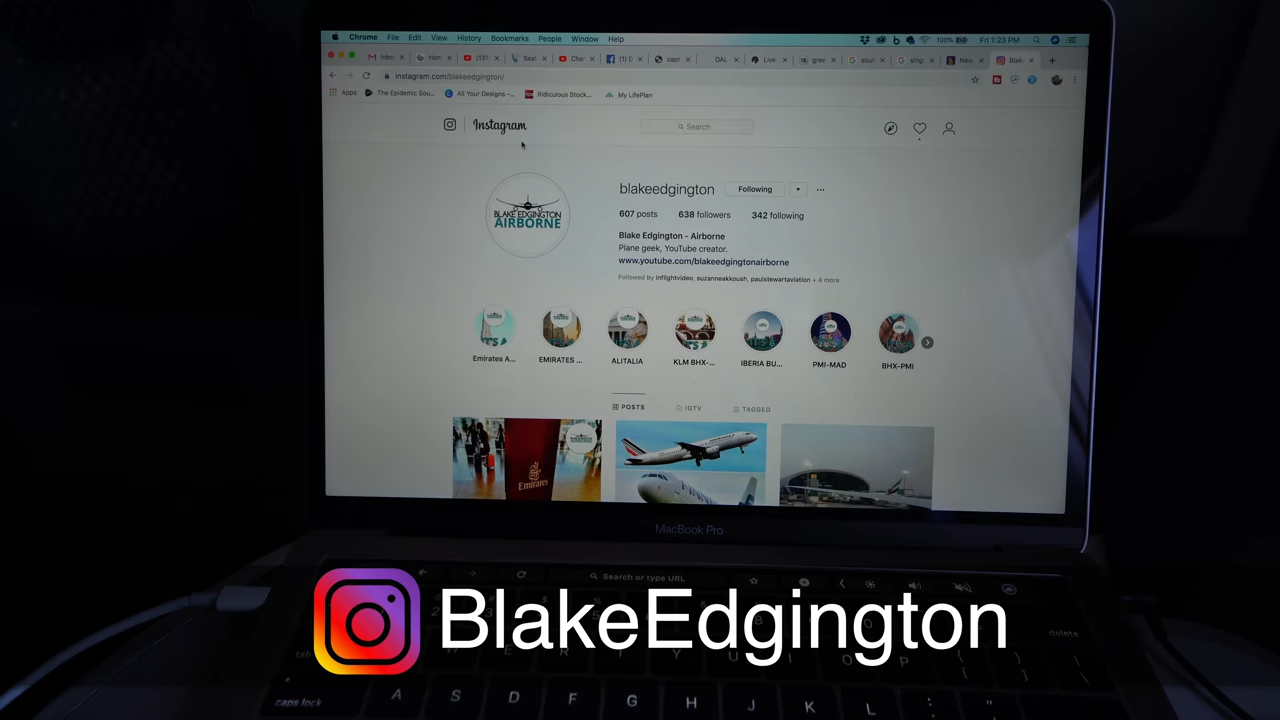 Chrome File Edit View History Bookmarks People Window Help 100% Fri 1:23 PM
instagram.com/blakeedgington/
Apps The Epidemic Sou... All Your Designs –... Ridiculous Stock... My LifePlan
Instagram Search
blakeedgington Following
607 posts 638 followers 342 following
BLAKE EDGINGTON
AIRBORNE
Blake Edgington - Airborne
Plane geek, YouTube creator.
www.youtube.com/blakeedgingtonairborne
Followed by inflightvideo, suzanneakkoush, paulstewartaviation + 4 more
Emirates A... EMIRATES ... ALITALIA KLM BHX-... IBERIA BU... PMI-MAD BHX-PMI
POSTS IGTV TAGGED
Emirates
MacBook Pro
Search or type URL
BlakeEdgington
delete
tab W E R T Y U I O P
caps lock A S D F G H J K L